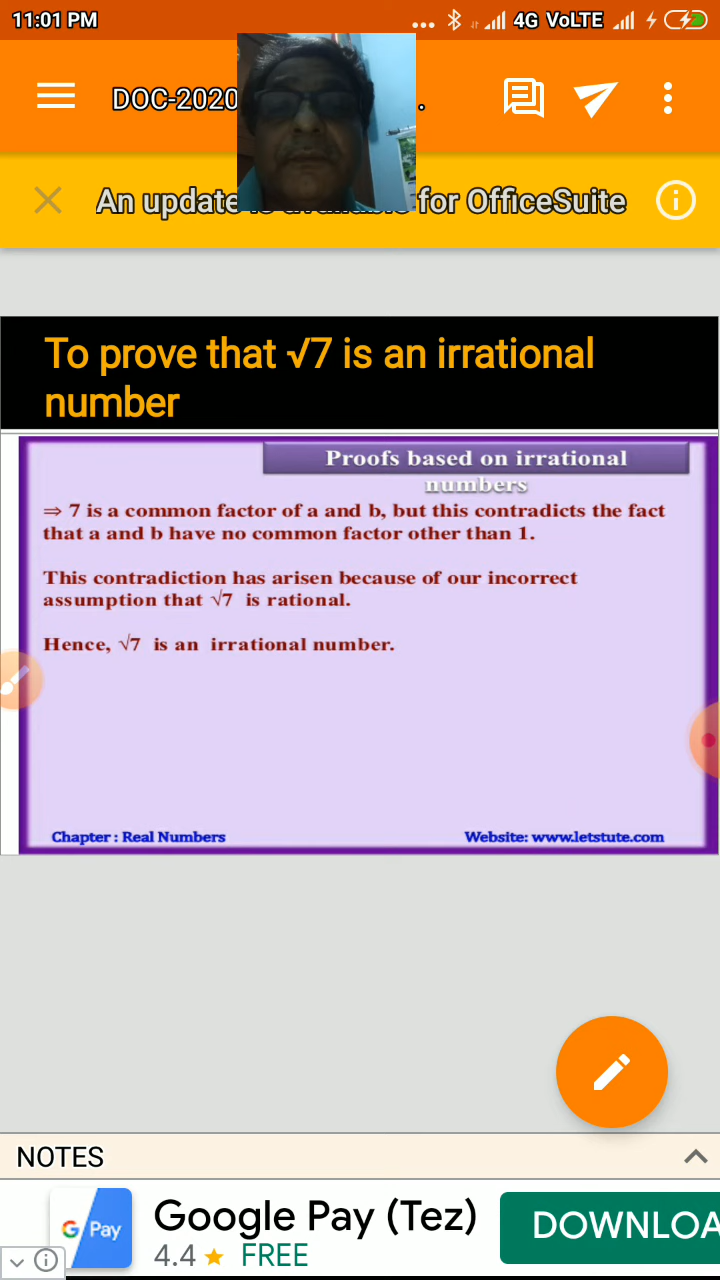 11:01 PM
... 4G VoLTE
DOC-2020 .
An update is available for OfficeSuite
To prove that √7 is an irrational
number
Proofs based on irrational
numbers
⇒ 7 is a common factor of a and b, but this contradicts the fact
that a and b have no common factor other than 1.
This contradiction has arisen because of our incorrect
assumption that √7 is rational.
Hence, √7 is an irrational number.
Chapter : Real Numbers
Website: www.letstute.com
NOTES
G Pay
Google Pay (Tez)
4.4 ★ FREE
DOWNLOA